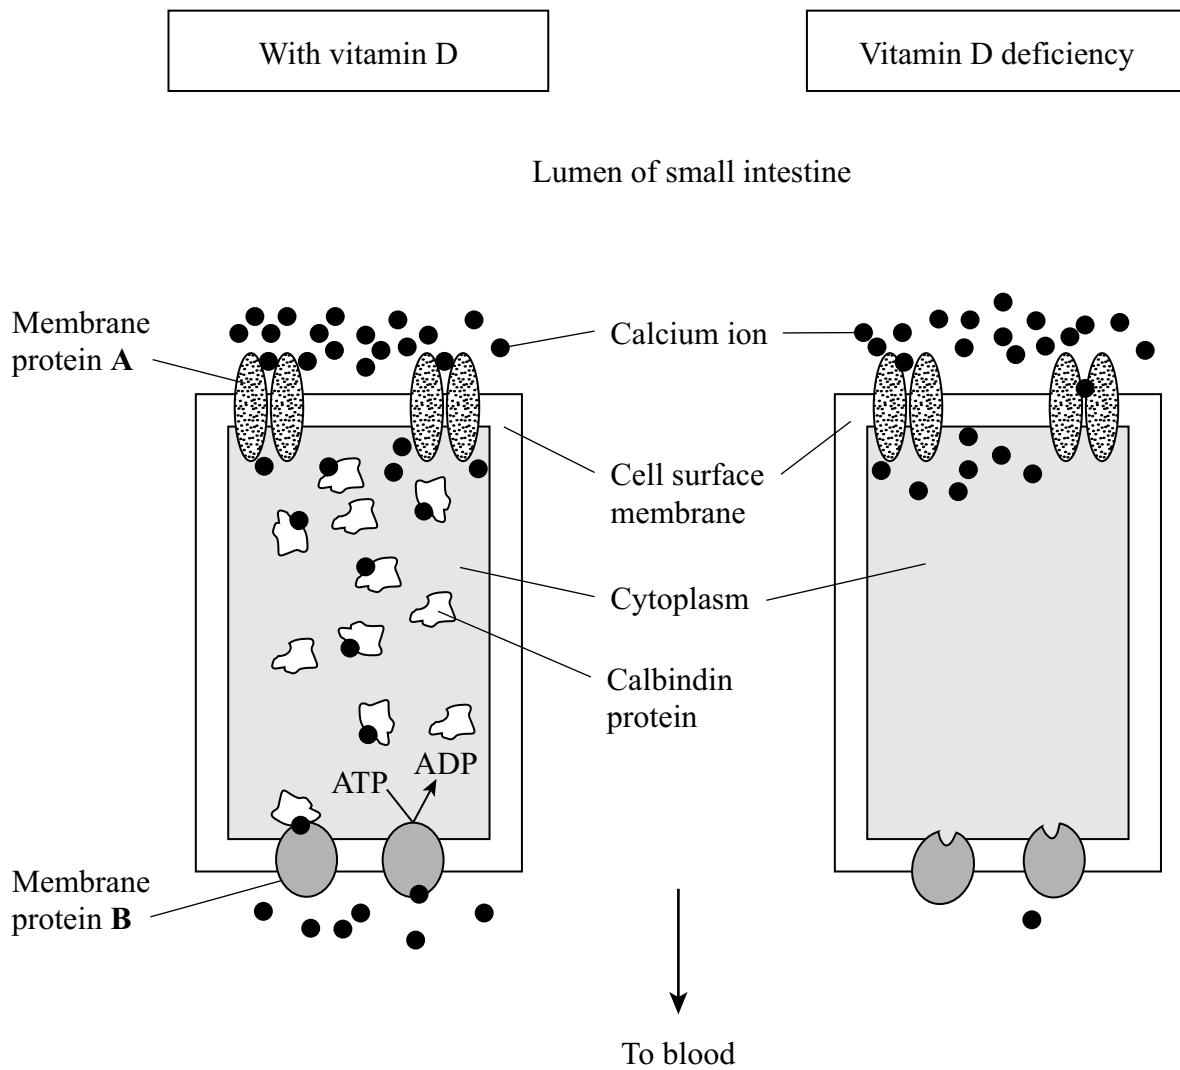 With vitamin D
Vitamin D deficiency
Lumen of small intestine
Membrane
protein A
Calcium ion
Cell surface
membrane
Cytoplasm
Calbindin
protein
ATP
ADP
Membrane
protein B
To blood